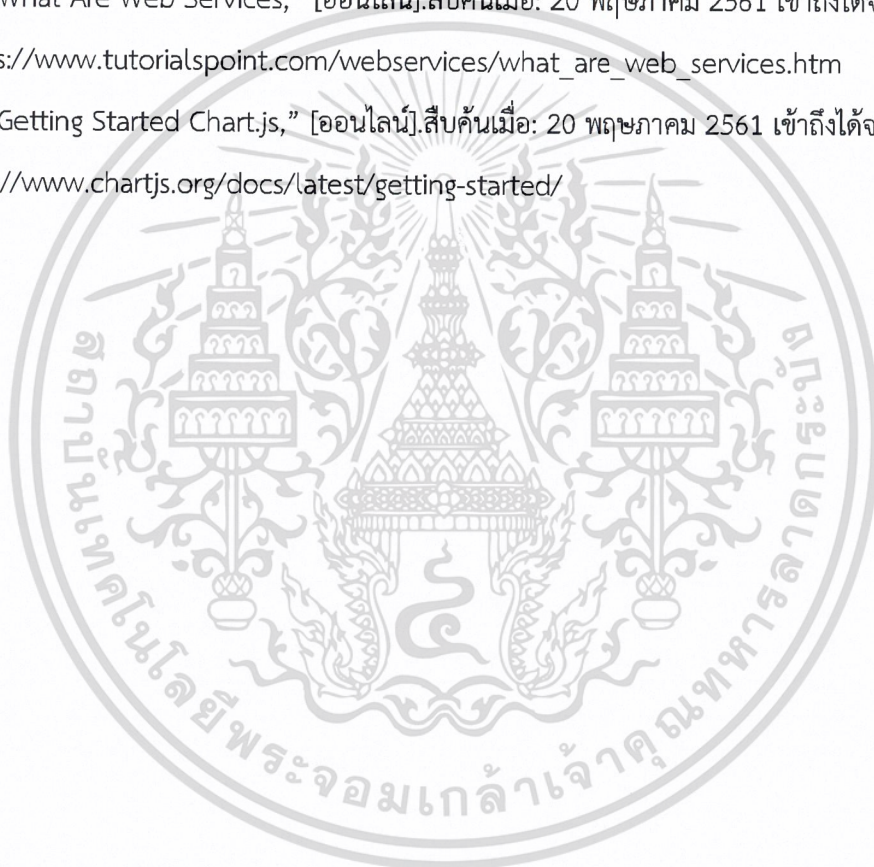 What Are Web Services,” [ออนไลน์].สืบค้นเมื่อ: 20 พฤษภาคม 2561 เข้าถึงได้จ
s://www.tutorialspoint.com/webservices/what_are_web_services.htm
Getting Started Chart.js,” [ออนไลน์].สืบค้นเมื่อ: 20 พฤษภาคม 2561 เข้าถึงได้จ
//www.chartjs.org/docs/latest/getting-started/
สถาบันเทคโนโลยีพระจอมเกล้าเจ้าคุณทหารลาดกระบัง
๔